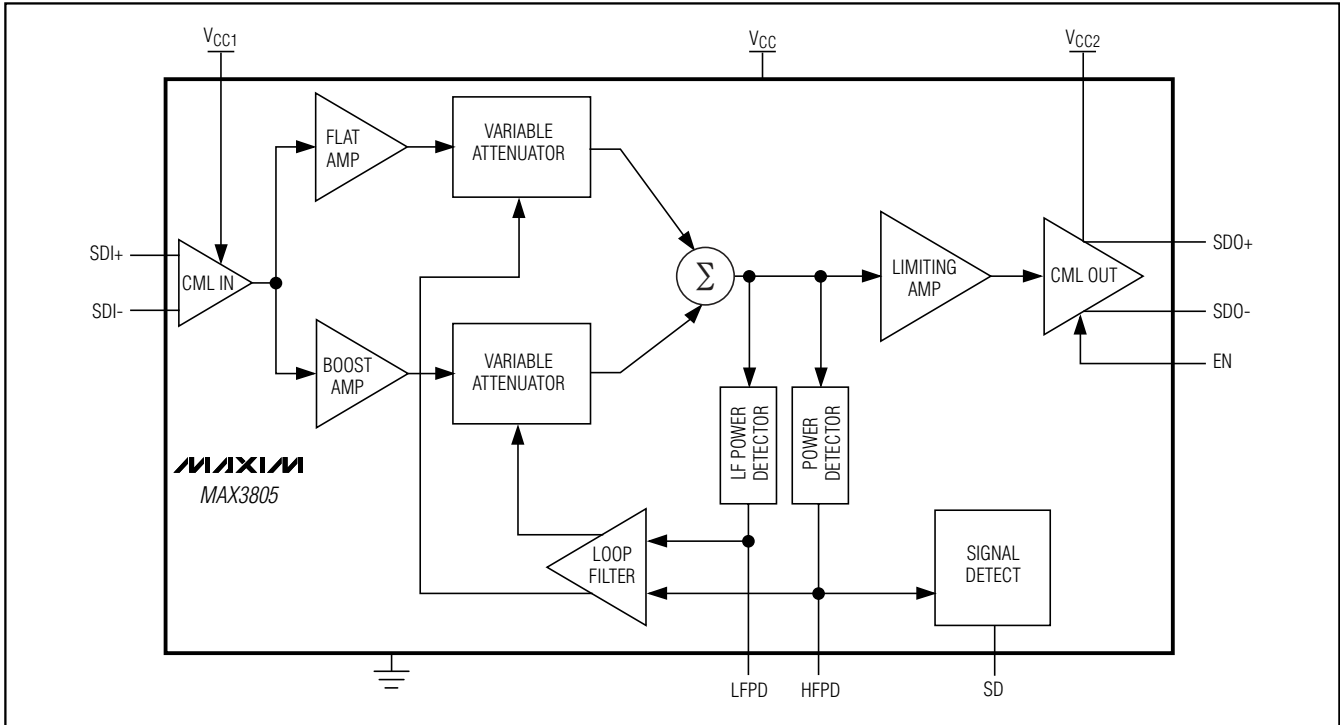 VCC1
VCC
VCC2
FLAT
AMP
VARIABLE
ATTENUATOR
SDI+
SDI-
CML IN
Σ
LIMITING
AMP
CML OUT
SDO+
SDO-
EN
BOOST
AMP
VARIABLE
ATTENUATOR
LF POWER
DETECTOR
POWER
DETECTOR
MAXIM
MAX3805
LOOP
FILTER
SIGNAL
DETECT
LFPD
HFPD
SD